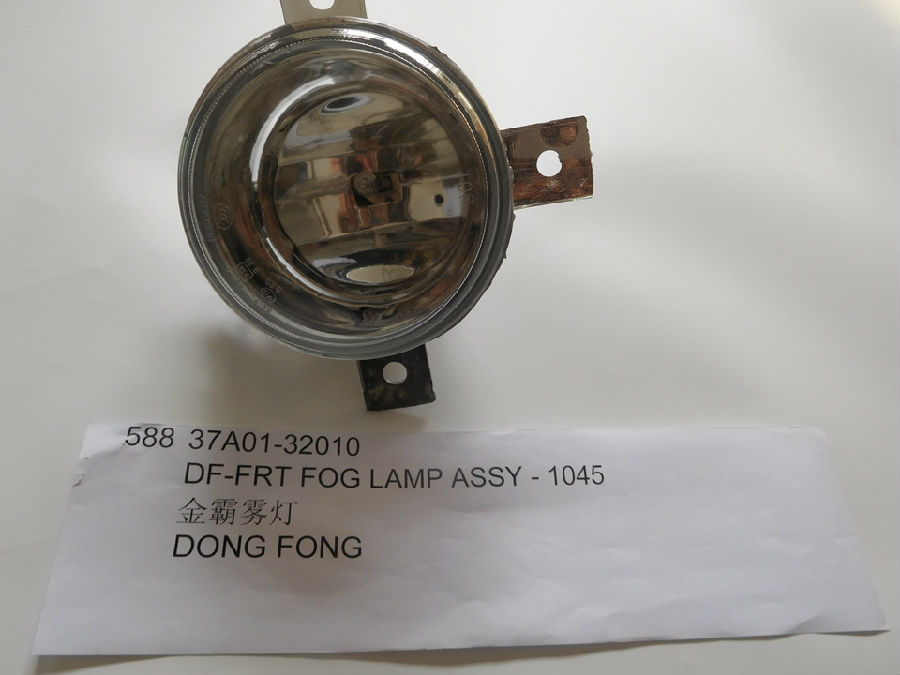 588 37A01-32010
DF-FRT FOG LAMP ASSY - 1045
金霸雾灯
DONG FONG